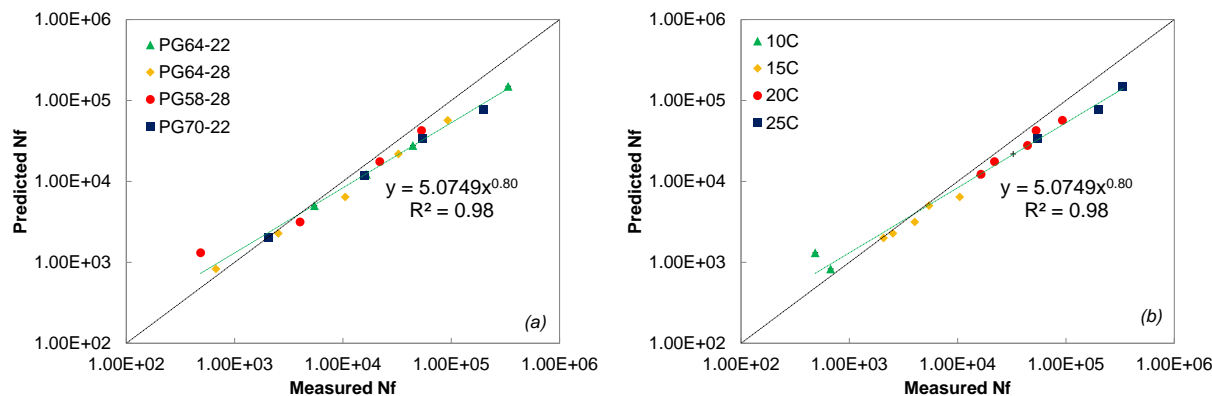 1.00E+06
1.00E+05
1.00E+04
1.00E+03
1.00E+02
Predicted Nf
PG64-22
PG64-28
PG58-28
PG70-22
y = 5.0749x^0.80
R² = 0.98
(a)
1.00E+02 1.00E+03 1.00E+04 1.00E+05 1.00E+06
Measured Nf
1.00E+06
1.00E+05
1.00E+04
1.00E+03
1.00E+02
Predicted Nf
10C
15C
20C
25C
y = 5.0749x^0.80
R² = 0.98
(b)
1.00E+02 1.00E+03 1.00E+04 1.00E+05 1.00E+06
Measured Nf